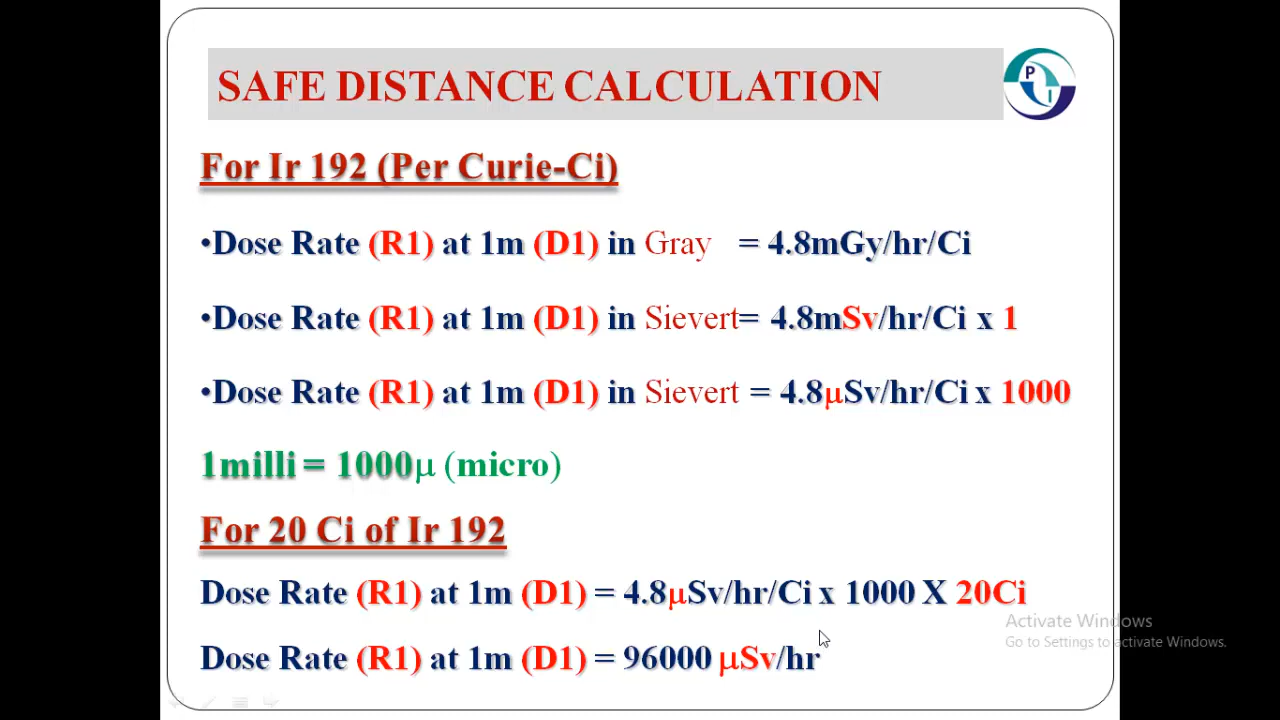 SAFE DISTANCE CALCULATION
P
I
For Ir 192 (Per Curie-Ci)
•Dose Rate (R1) at 1m (D1) in Gray = 4.8mGy/hr/Ci
•Dose Rate (R1) at 1m (D1) in Sievert= 4.8mSv/hr/Ci x 1
•Dose Rate (R1) at 1m (D1) in Sievert = 4.8μSv/hr/Ci x 1000
1milli = 1000μ (micro)
For 20 Ci of Ir 192
Dose Rate (R1) at 1m (D1) = 4.8μSv/hr/Ci x 1000 X 20Ci
Activate Windows
Go to Settings to activate Windows.
Dose Rate (R1) at 1m (D1) = 96000 μSv/hr